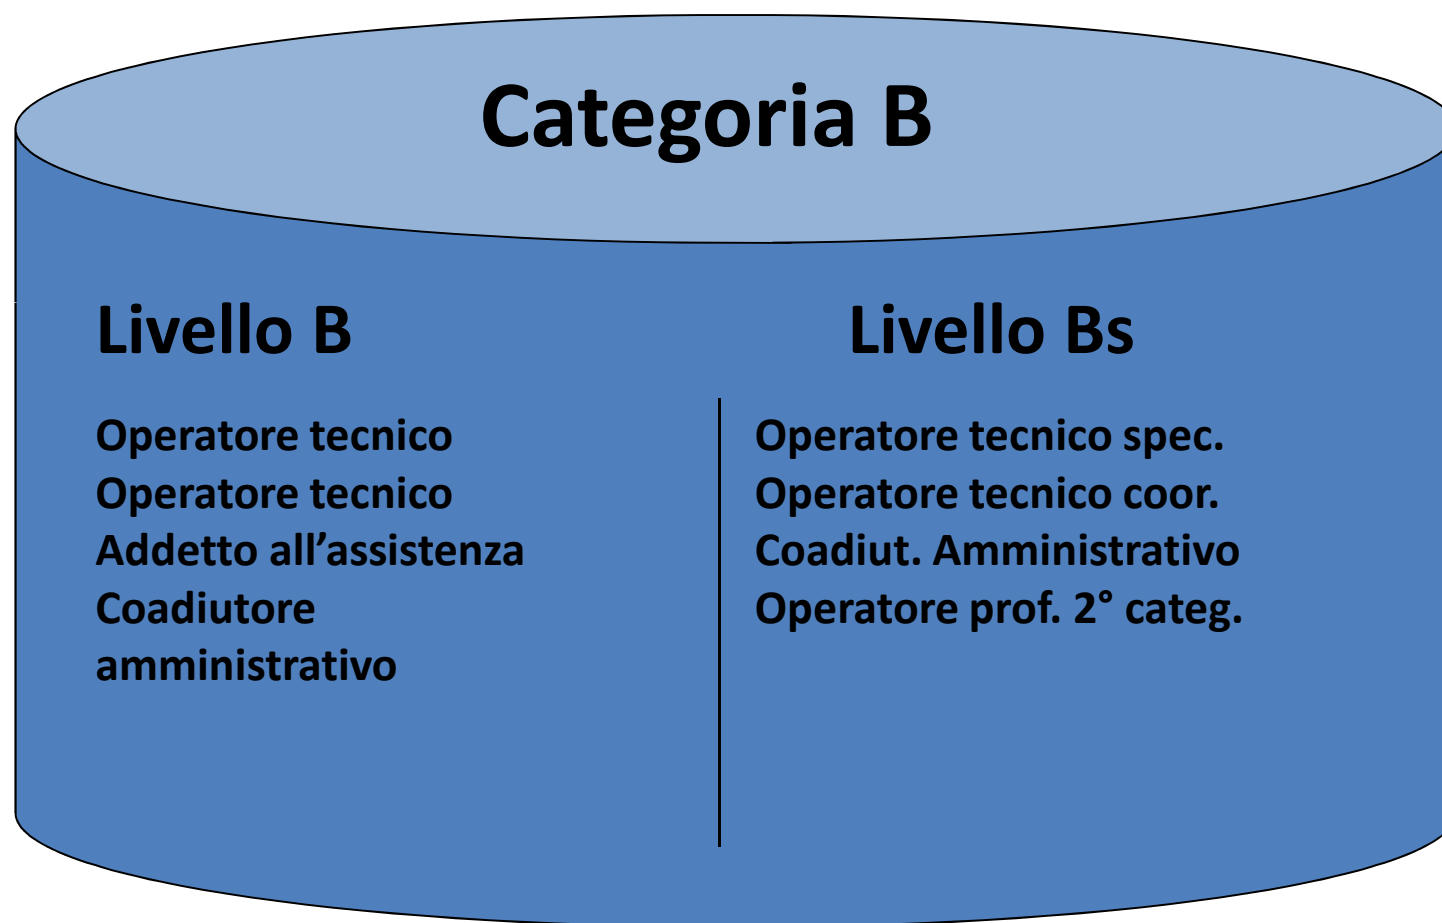 Categoria B
Livello B
Operatore tecnico
Operatore tecnico
Addetto all’assistenza
Coadiutore
amministrativo
Livello Bs
Operatore tecnico spec.
Operatore tecnico coor.
Coadiut. Amministrativo
Operatore prof. 2° categ.